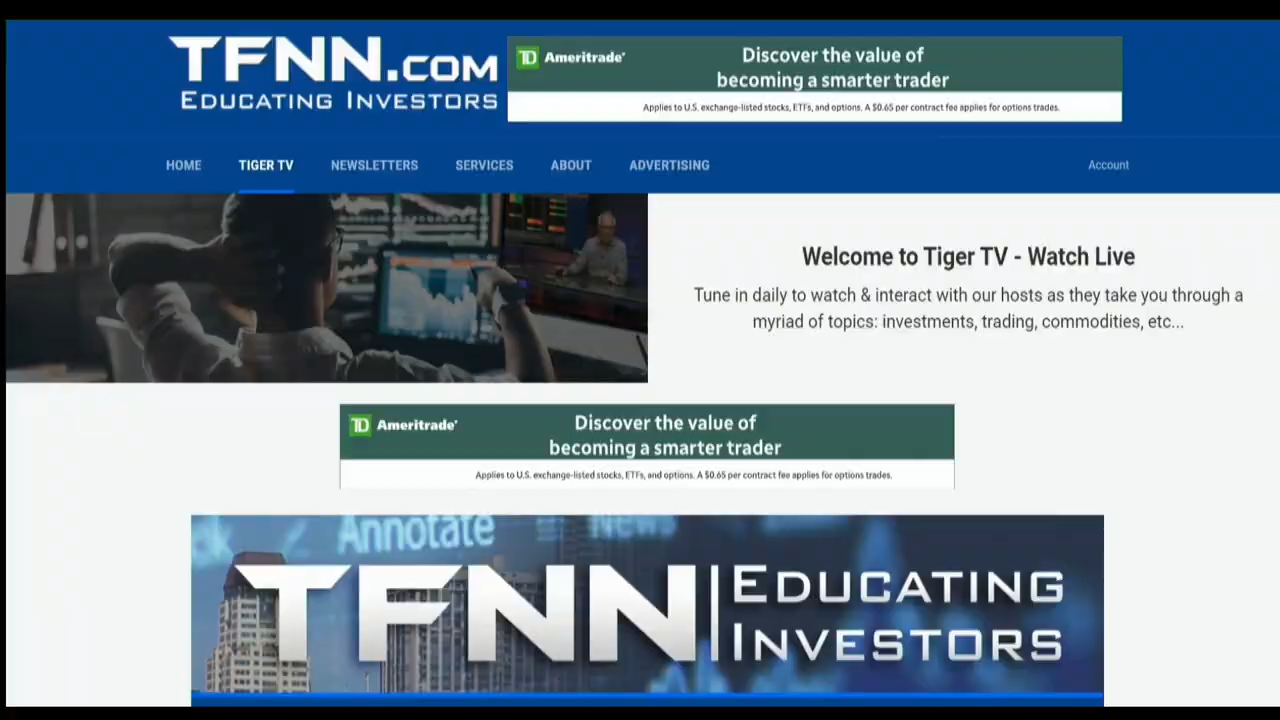 TFNN.COM
EDUCATING INVESTORS
TD Ameritrade
Discover the value of
becoming a smarter trader
Applies to U.S. exchange-listed stocks, ETFs, and options. A $0.65 per contract fee applies for options trades.
HOME TIGER TV NEWSLETTERS SERVICES ABOUT ADVERTISING Account
Welcome to Tiger TV - Watch Live
Tune in daily to watch & interact with our hosts as they take you through a
myriad of topics: investments, trading, commodities, etc...
TD Ameritrade
Discover the value of
becoming a smarter trader
Applies to U.S. exchange-listed stocks, ETFs, and options. A $0.65 per contract fee applies for options trades.
Annotate News
TFNN EDUCATING
INVESTORS